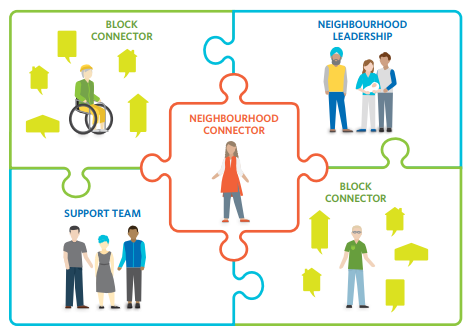 BLOCK
CONNECTOR
NEIGHBOURHOOD
LEADERSHIP
NEIGHBOURHOOD
CONNECTOR
SUPPORT TEAM
BLOCK
CONNECTOR